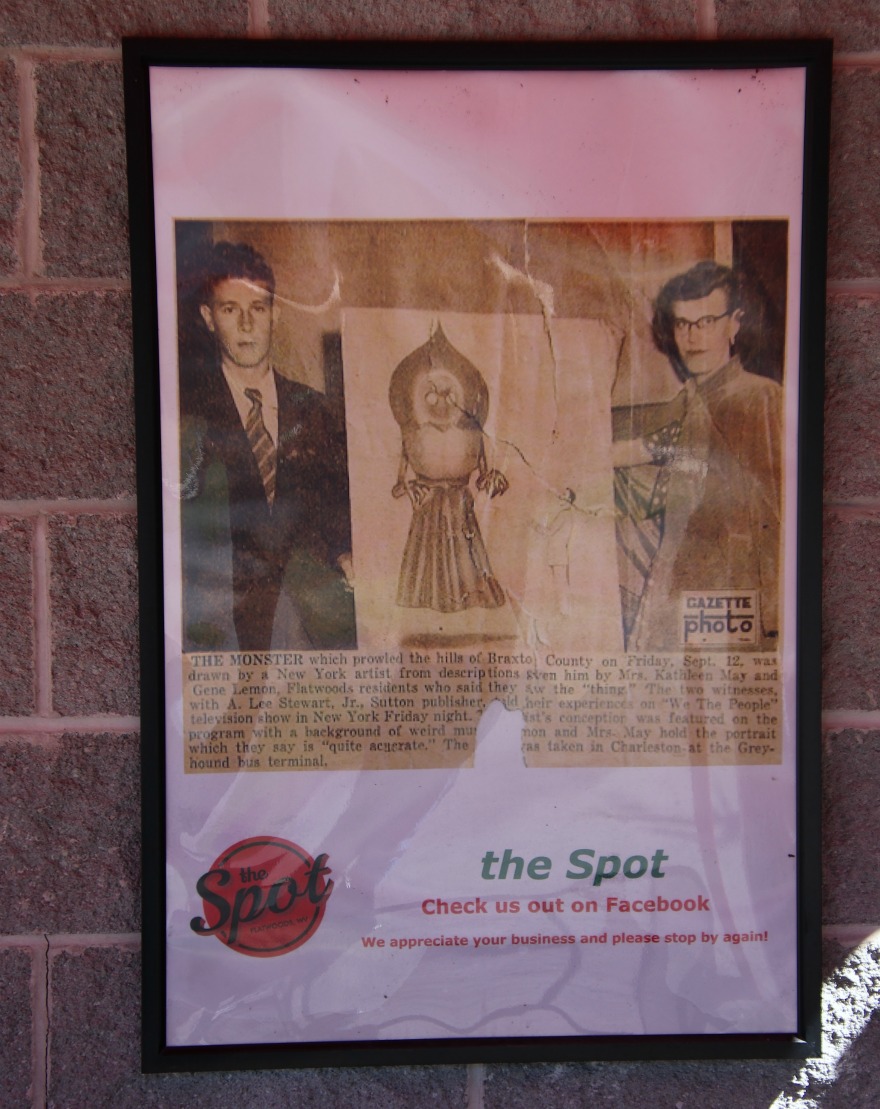 GAZETTE
photo
THE MONSTER which prowled the hills of Braxto County on Friday, Sept. 12, was
drawn by a New York artist from descriptions given him by Mrs. Kathleen May and
Gene Lemon, Flatwoods residents who said they saw the “thing.” The two witnesses,
with A. Lee Stewart, Jr., Sutton publisher, their experiences on “We The People”
television show in New York Friday night. conception was featured on the
program with a background of weird and Mrs. May hold the portrait
which they say is “quite accurate.” The was taken in Charleston at the Grey-
hound bus terminal.
the
Spot
FLATWOODS, WV
the Spot
Check us out on Facebook
We appreciate your business and please stop by again!